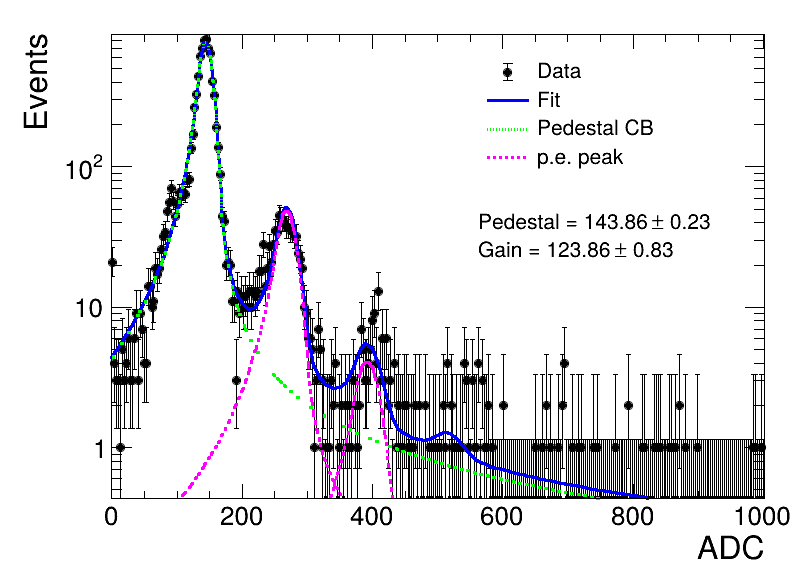 Events
Data
Fit
Pedestal CB
p.e. peak
10²
Pedestal = 143.86 ± 0.23
Gain = 123.86 ± 0.83
10
1
0 200 400 600 800 1000
ADC